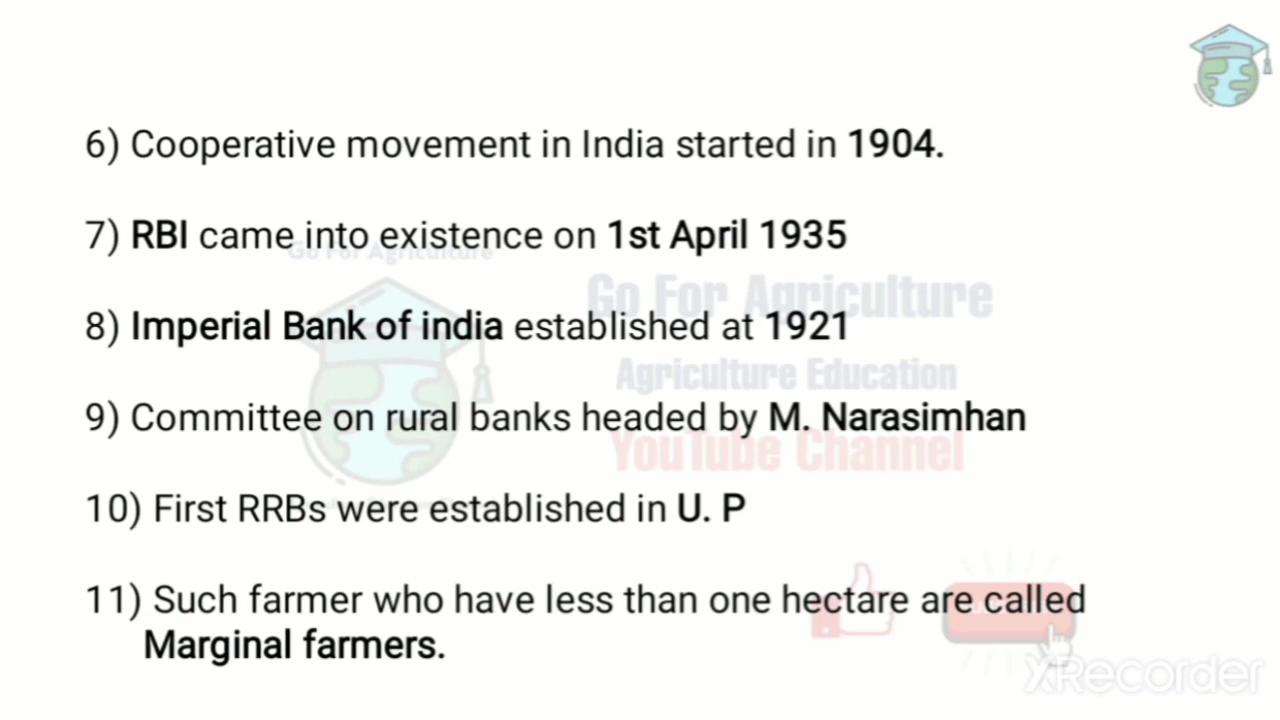 6) Cooperative movement in India started in 1904.
7) RBI came into existence on 1st April 1935
Go For Agriculture
Go For Agriculture
8) Imperial Bank of india established at 1921
Agriculture Education
9) Committee on rural banks headed by M. Narasimhan
YouTube Channel
10) First RRBs were established in U. P
11) Such farmer who have less than one hectare are called
Marginal farmers.
XRecorder